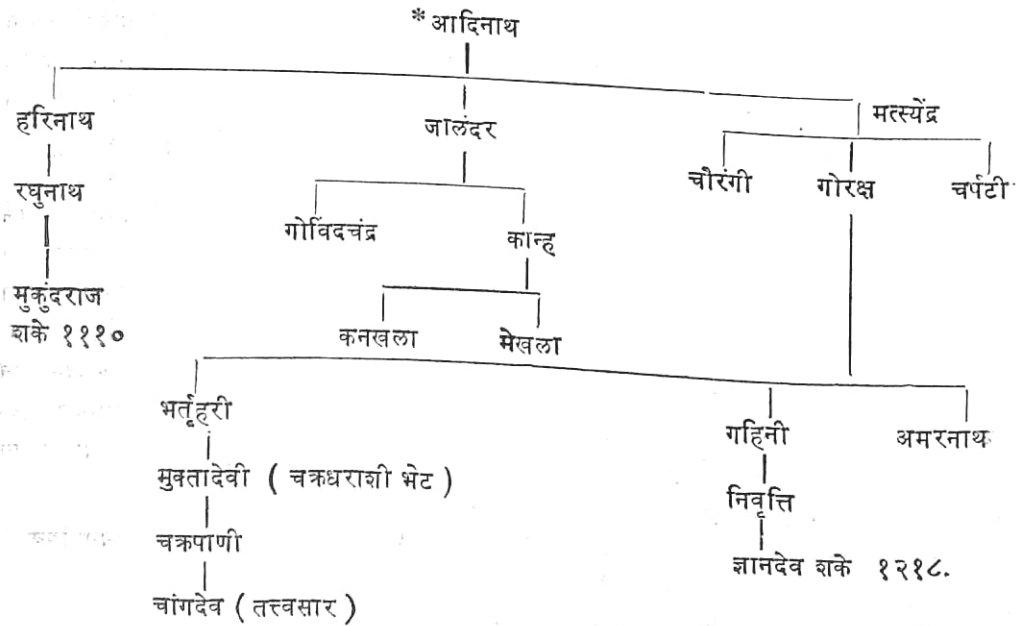 *आदिनाथ
हरिनाथ जालंदर मत्स्येंद्र
रघुनाथ चौरंगी गोरक्ष चर्पटी
गोविंदचंद्र कान्ह
मुकुंदराज
शके १११०
कनखला मेखला
भर्तृहरी गहिनी अमरनाथ
मुक्तादेवी ( चक्रधराशी भेट )
निवृत्ति
चक्रपाणी
ज्ञानदेव शके १२१८.
चांगदेव ( तत्त्वसार )